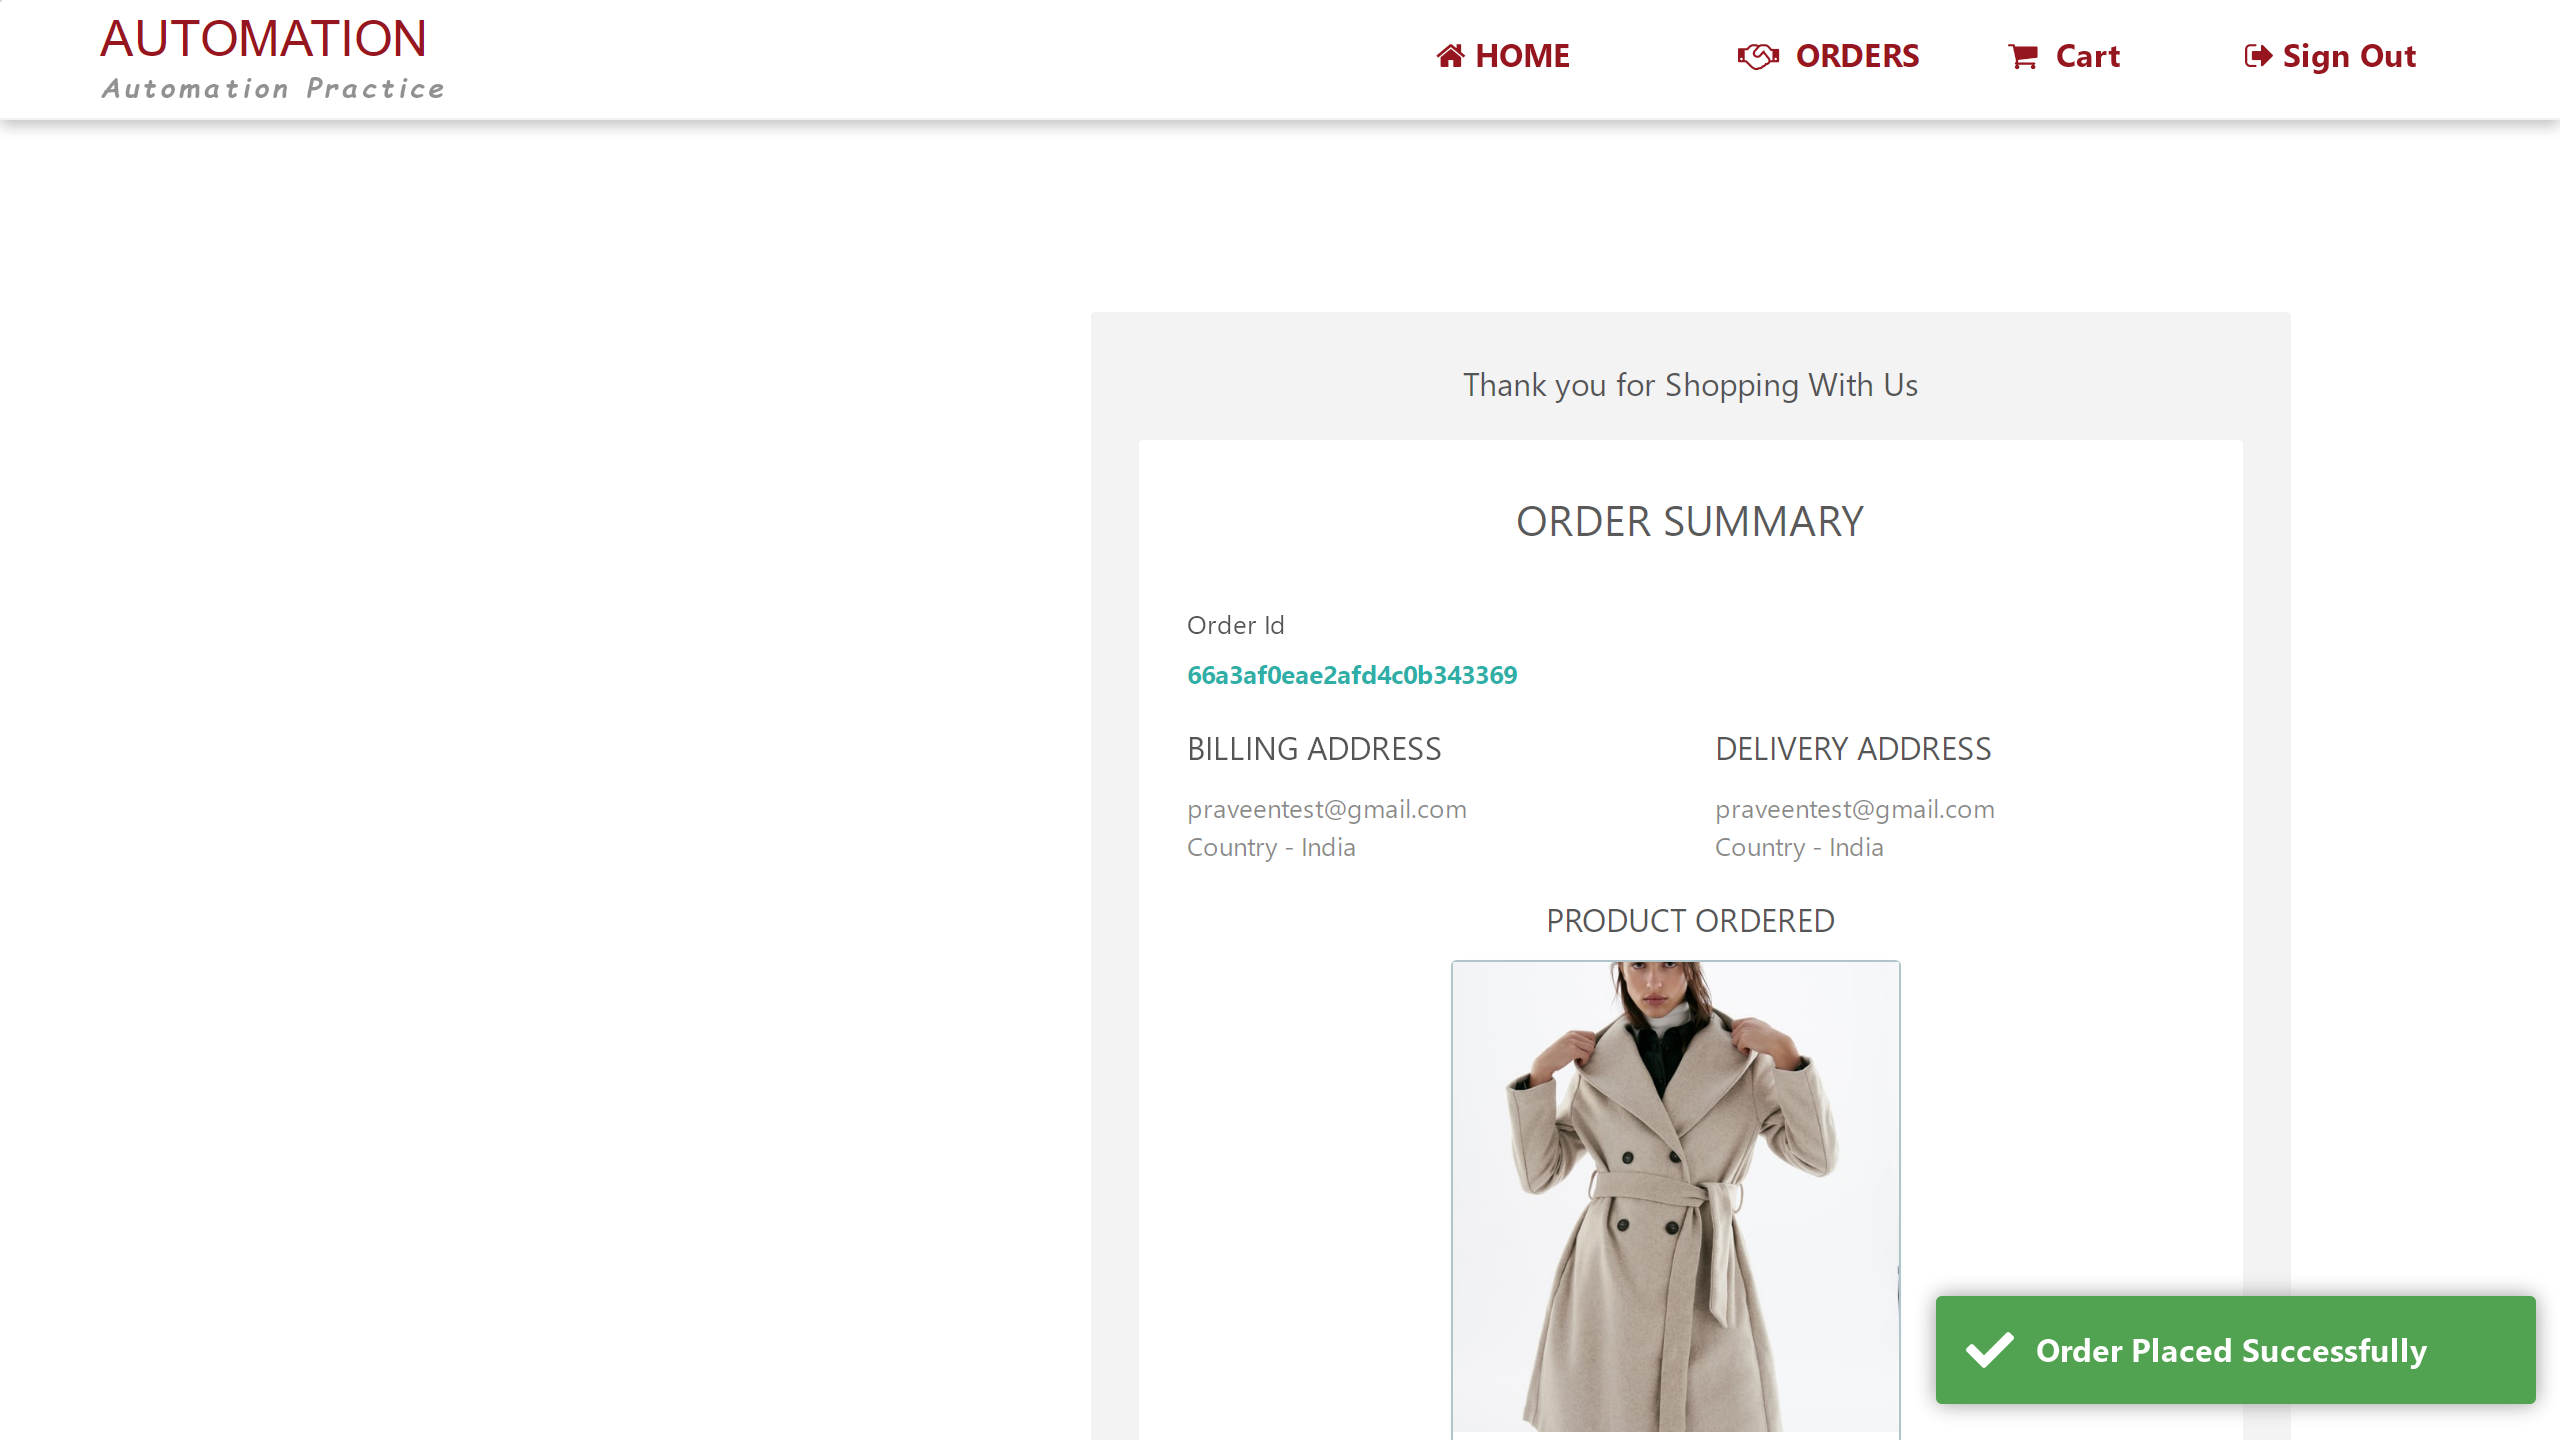 AUTOMATION
Automation Practice
HOME
ORDERS
Cart
Sign Out
Thank you for Shopping With Us
ORDER SUMMARY
Order Id
66a3af0eae2afd4c0b343369
BILLING ADDRESS
praveentest@gmail.com
Country - India
DELIVERY ADDRESS
praveentest@gmail.com
Country - India
PRODUCT ORDERED
Order Placed Successfully